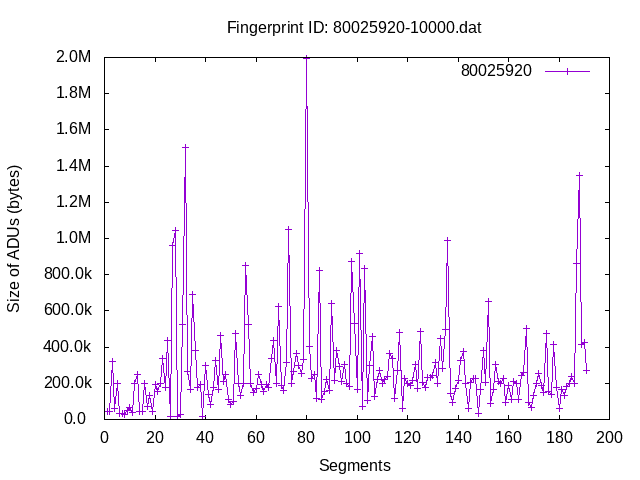 Fingerprint ID: 80025920-10000.dat
80025920
Size of ADUs (bytes)
2.0M
1.8M
1.6M
1.4M
1.2M
1.0M
800.0k
600.0k
400.0k
200.0k
0.0
0 20 40 60 80 100 120 140 160 180 200
Segments